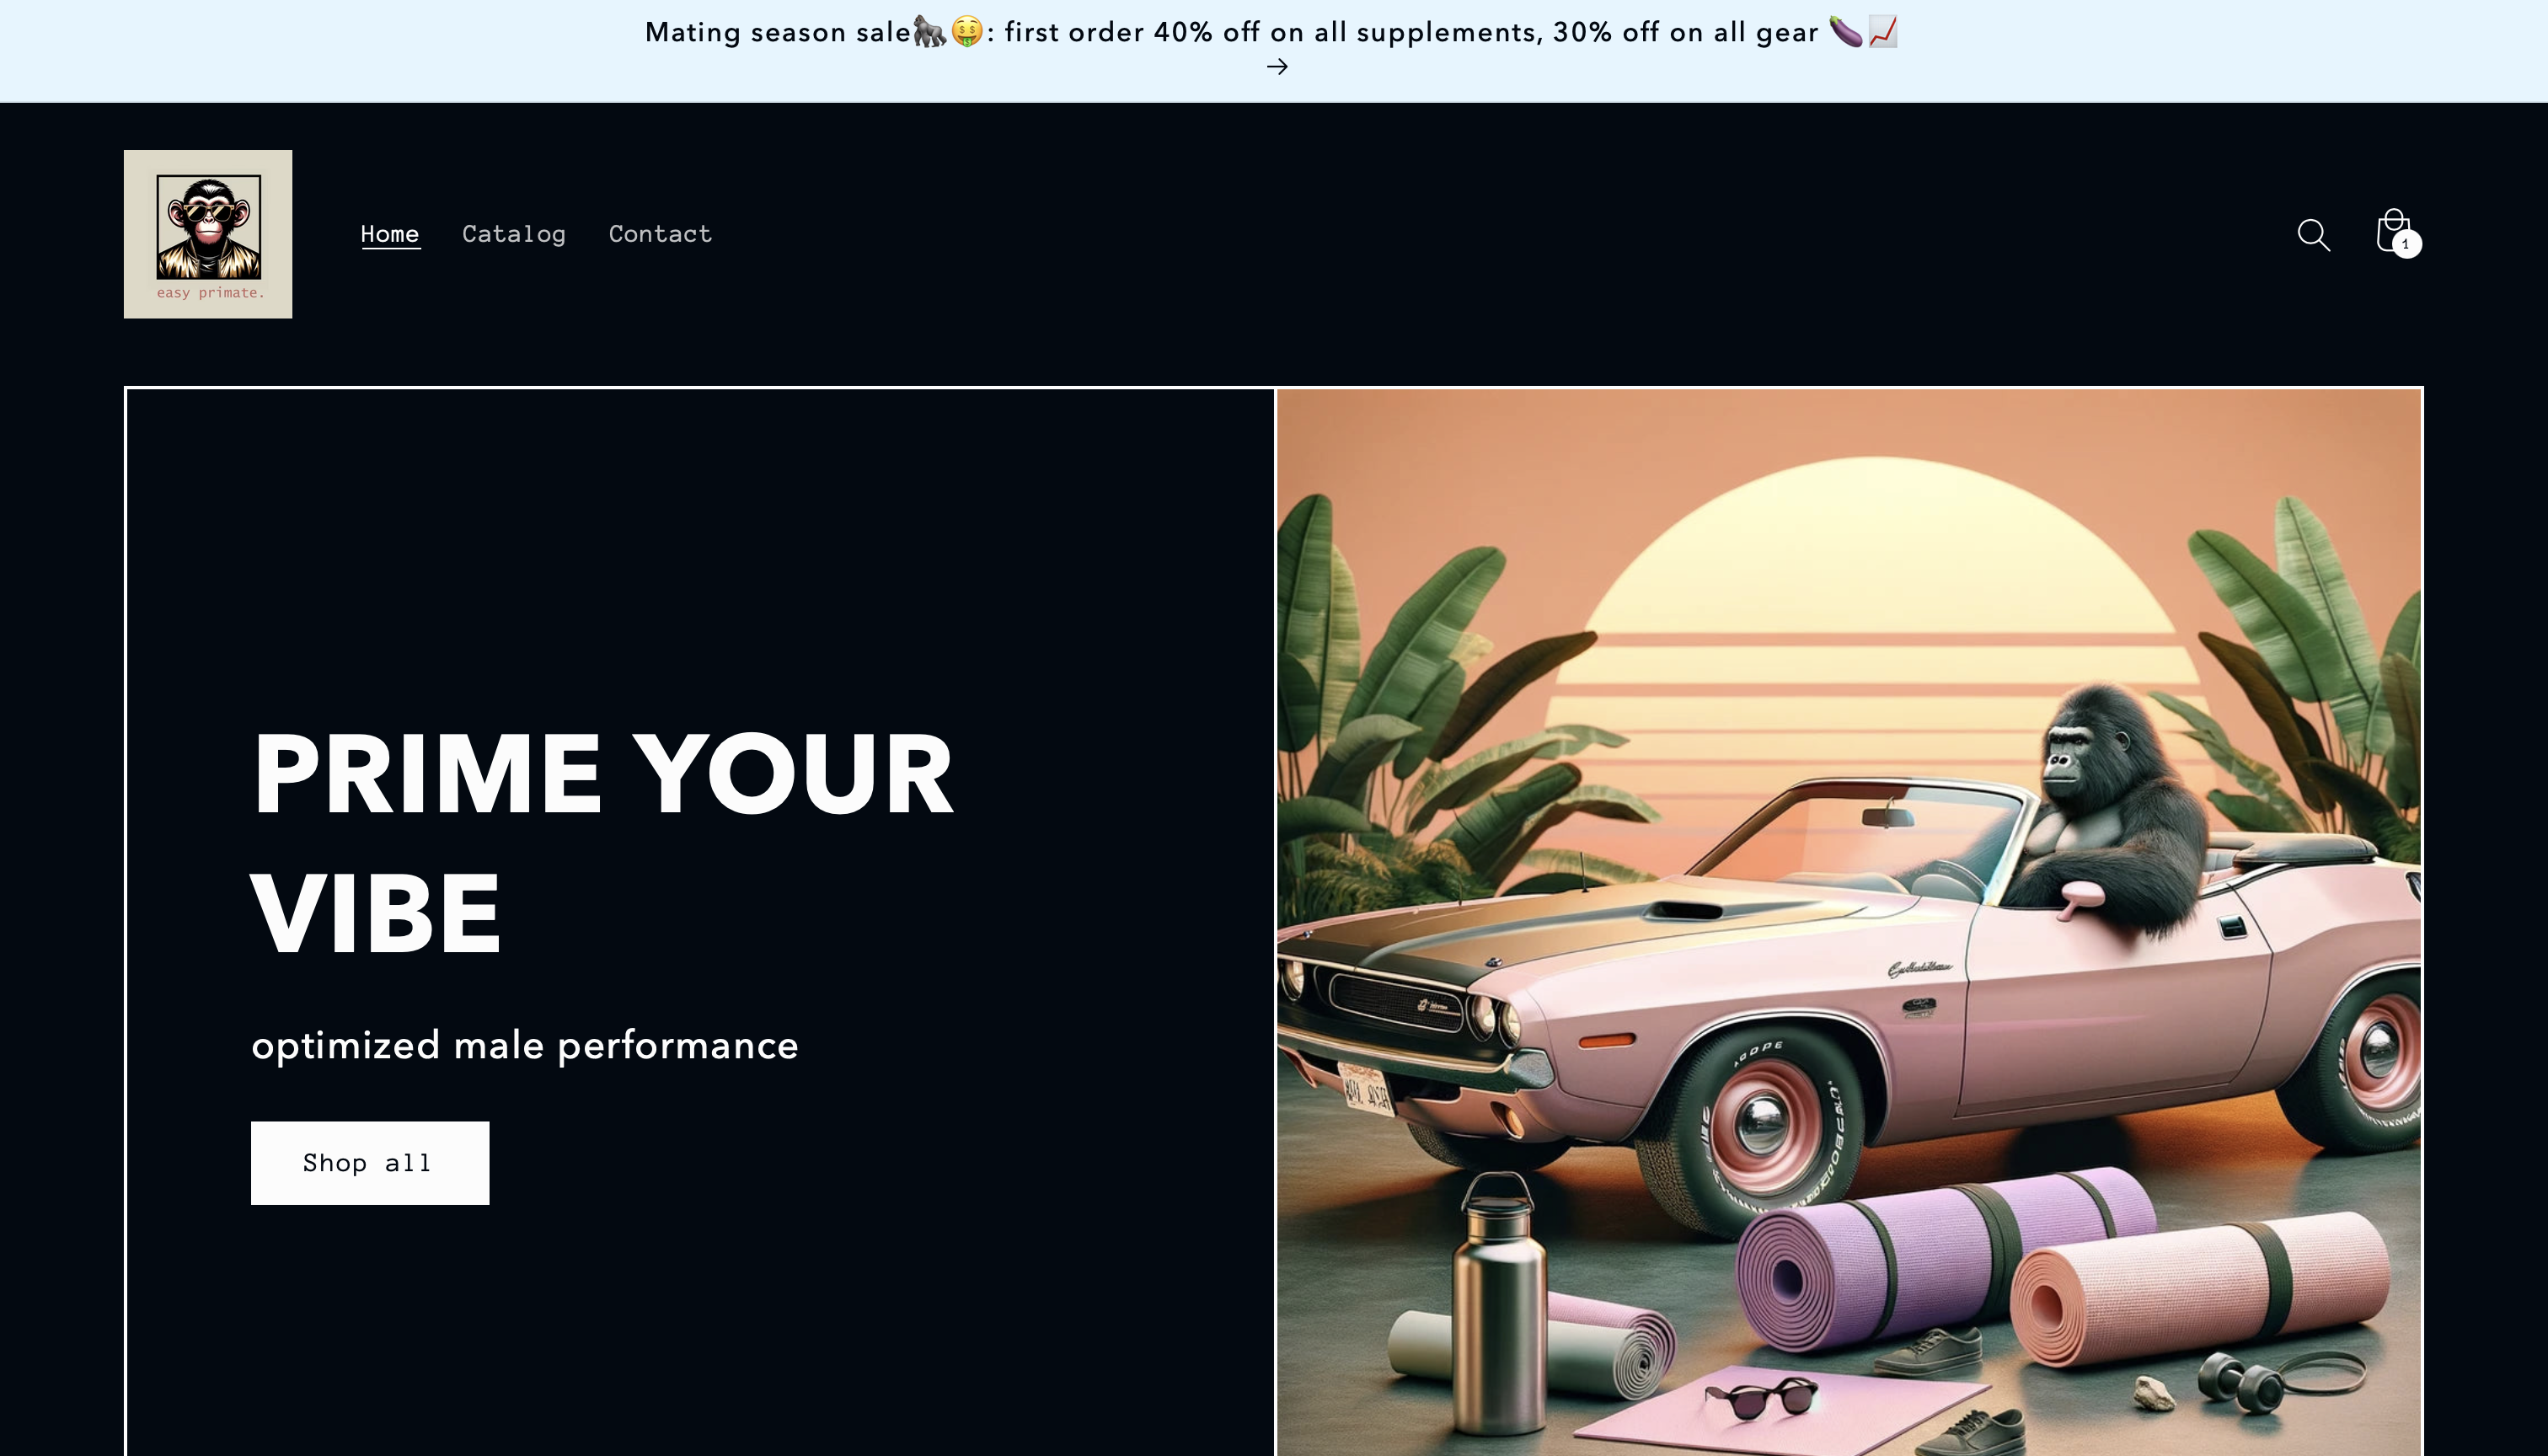 Mating season sale🦍🤑: first order 40% off on all supplements, 30% off on all gear 🍆📈
→
easy primate.
Home Catalog Contact
1
PRIME YOUR
VIBE
optimized male performance
Shop all